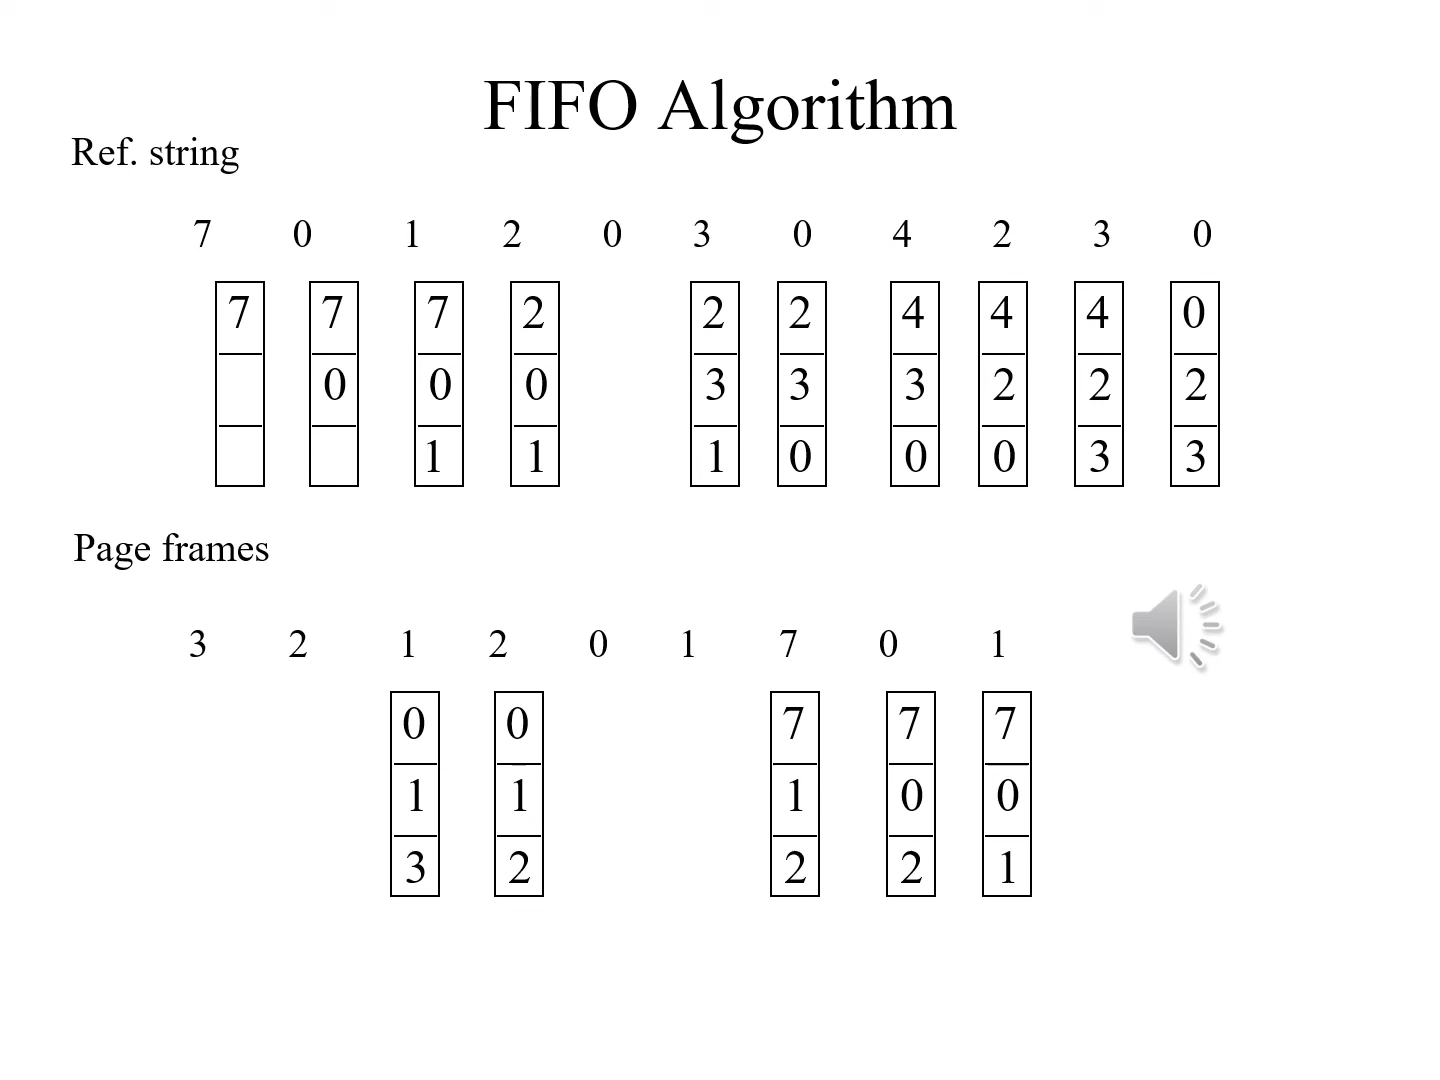 FIFO Algorithm
Ref. string
7 0 1 2 0 3 0 4 2 3 0
7 7 7 2 2 2 4 4 4 0
0 0 0 3 3 3 2 2 2
1 1 1 0 0 0 3 3
Page frames
3 2 1 2 0 1 7 0 1
0 0 7 7 7
1 1 1 0 0
3 2 2 2 1